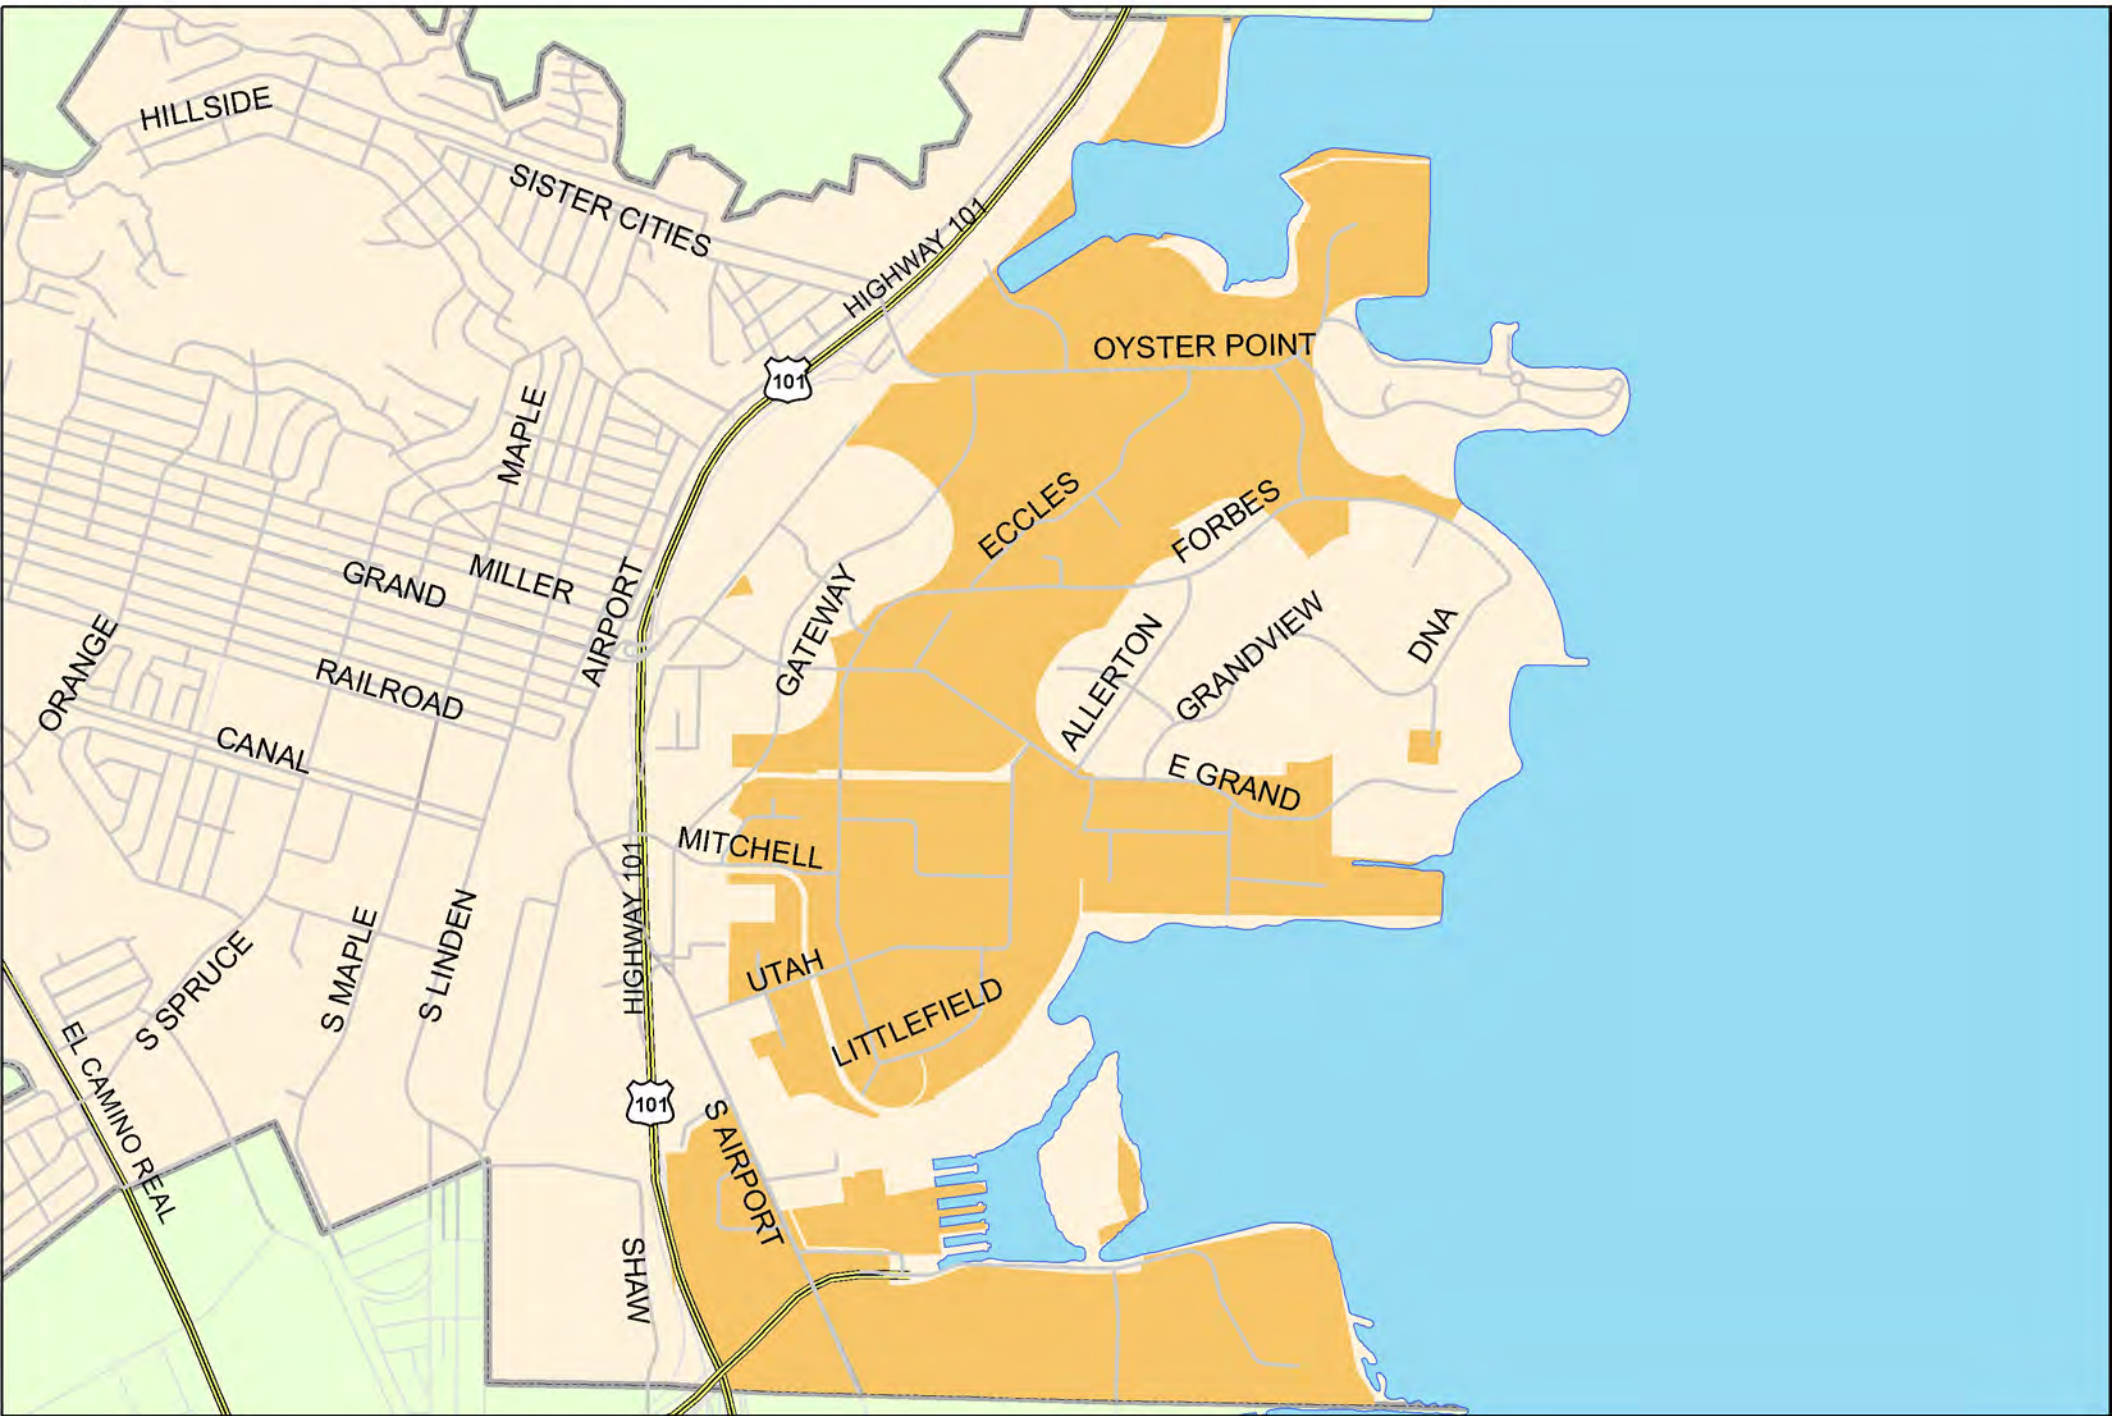 HILLSIDE
SISTER CITIES
HIGHWAY 101
OYSTER POINT
101
MAPLE
ECCLES
FORBES
MILLER
GRAND
AIRPORT
GATEWAY
GRANDVIEW
DNA
ALLERTON
ORANGE
RAILROAD
CANAL
E GRAND
MITCHELL
HIGHWAY 101
S SPRUCE
S MAPLE
S LINDEN
UTAH
LITTLEFIELD
EL CAMINO REAL
101
S AIRPORT
SHAW